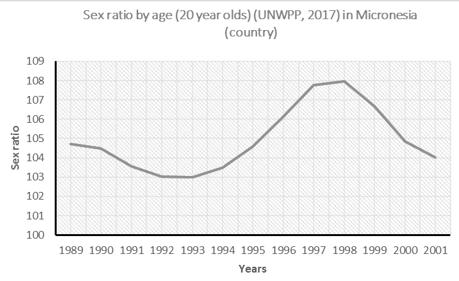 Sex ratio by age (20 year olds) (UNWPP, 2017) in Micronesia
(country)
109
108
107
106
105
104
103
102
101
100
Sex ratio
1989 1990 1991 1992 1993 1994 1995 1996 1997 1998 1999 2000 2001
Years